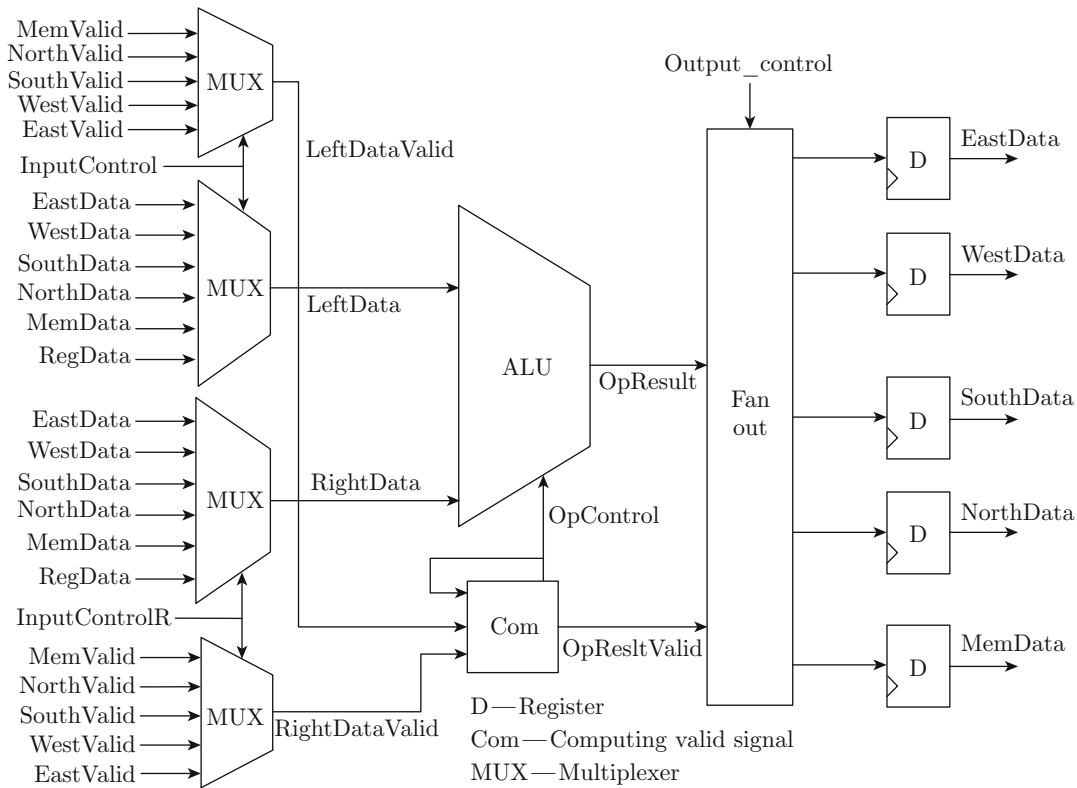 MemValid
NorthValid
SouthValid
WestValid
EastValid
MUX
InputControl
LeftDataValid
EastData
WestData
SouthData
NorthData
MemData
RegData
MUX
LeftData
EastData
WestData
SouthData
NorthData
MemData
RegData
MUX
RightData
InputControlR
MemValid
NorthValid
SouthValid
WestValid
EastValid
MUX
RightDataValid
ALU
OpResult
OpControl
Com
OpResltValid
Output_control
Fan
out
D
EastData
D
WestData
D
SouthData
D
NorthData
D
MemData
D—Register
Com—Computing valid signal
MUX—Multiplexer